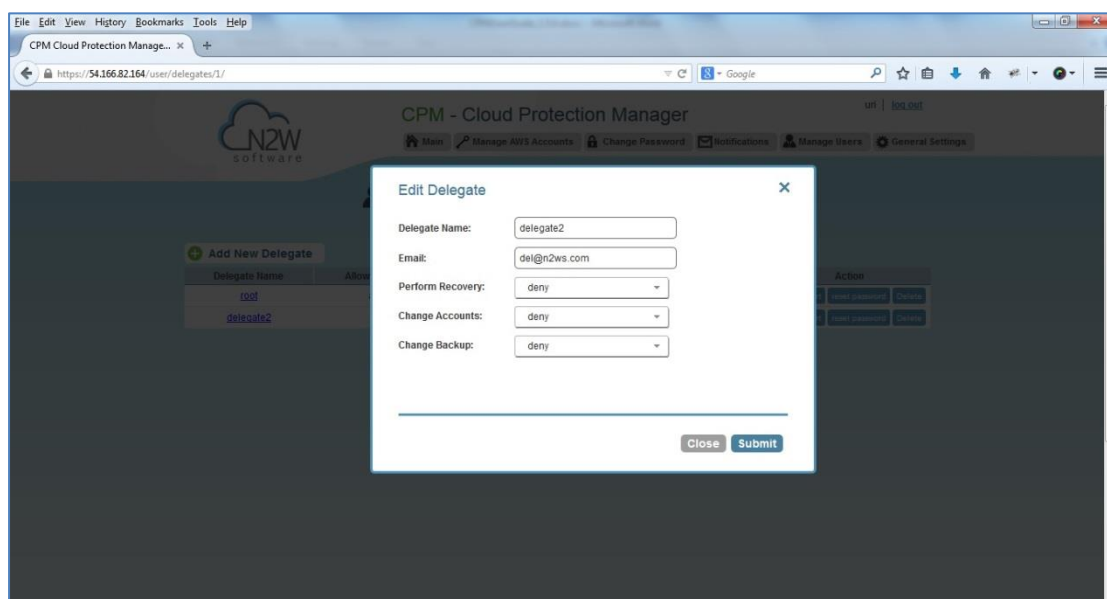 File Edit View History Bookmarks Tools Help
CPM Cloud Protection Manage... × +
https://54.166.82.164/user/delegates/1/ Google
N2W software
CPM - Cloud Protection Manager
uri | log out
Main Manage AWS Accounts Change Password Notifications Manage Users General Settings
Edit Delegate ×
Delegate Name: delegate2
Email: del@n2ws.com
Perform Recovery: deny
Change Accounts: deny
Change Backup: deny
Close Submit
Add New Delegate
Delegate Name Allow Action
root reset password Delete
delegate2 reset password Delete